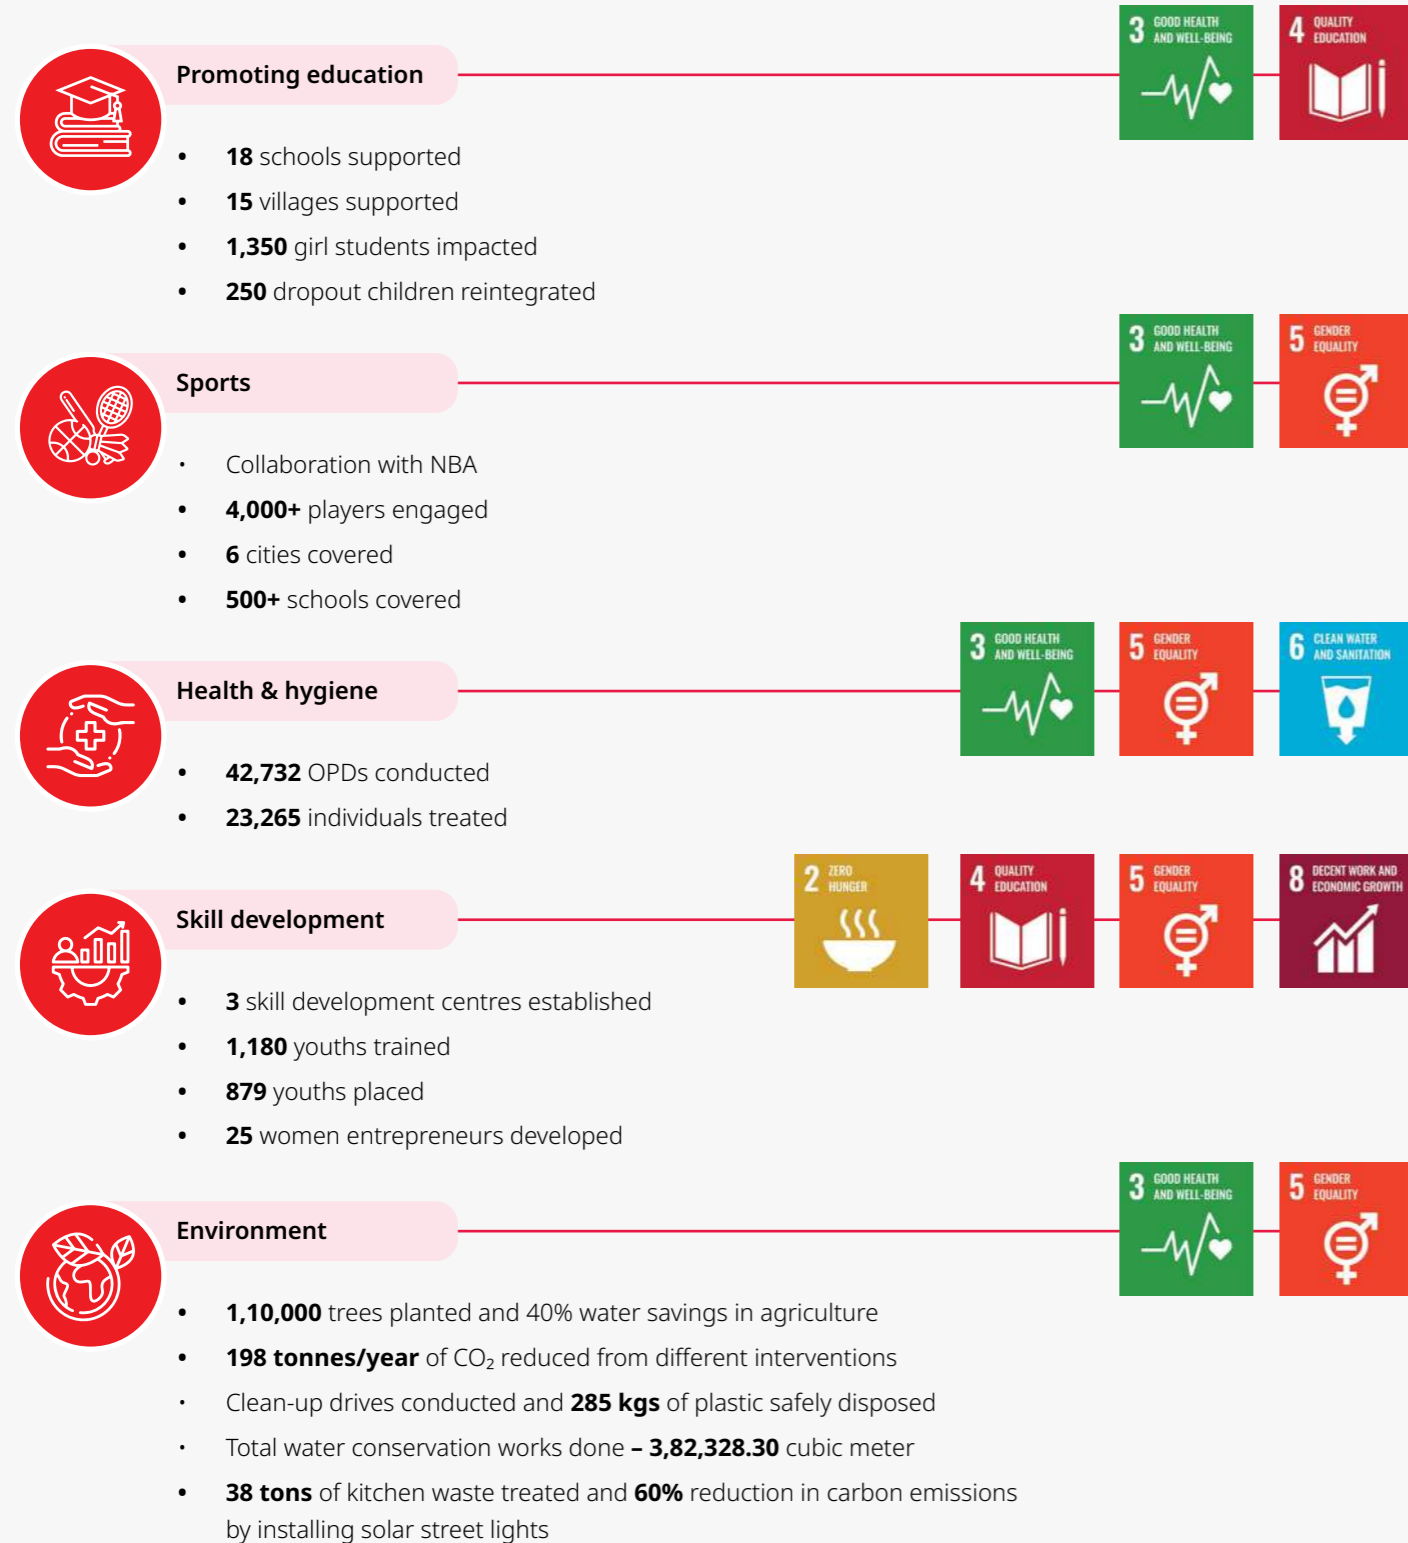 3 GOOD HEALTH
AND WELL-BEING
4 QUALITY
EDUCATION
Promoting education
• 18 schools supported
• 15 villages supported
• 1,350 girl students impacted
• 250 dropout children reintegrated
3 GOOD HEALTH
AND WELL-BEING
5 GENDER
EQUALITY
Sports
• Collaboration with NBA
• 4,000+ players engaged
• 6 cities covered
• 500+ schools covered
3 GOOD HEALTH
AND WELL-BEING
5 GENDER
EQUALITY
6 CLEAN WATER
AND SANITATION
Health & hygiene
• 42,732 OPDs conducted
• 23,265 individuals treated
2 ZERO
HUNGER
4 QUALITY
EDUCATION
5 GENDER
EQUALITY
8 DECENT WORK AND
ECONOMIC GROWTH
Skill development
• 3 skill development centres established
• 1,180 youths trained
• 879 youths placed
• 25 women entrepreneurs developed
3 GOOD HEALTH
AND WELL-BEING
5 GENDER
EQUALITY
Environment
• 1,10,000 trees planted and 40% water savings in agriculture
• 198 tonnes/year of CO₂ reduced from different interventions
• Clean-up drives conducted and 285 kgs of plastic safely disposed
• Total water conservation works done – 3,82,328.30 cubic meter
• 38 tons of kitchen waste treated and 60% reduction in carbon emissions
by installing solar street lights